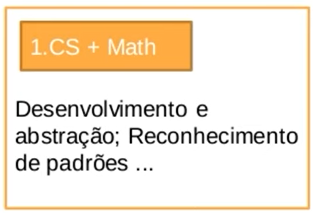 1.CS + Math
Desenvolvimento e
abstração; Reconhecimento
de padrões ...